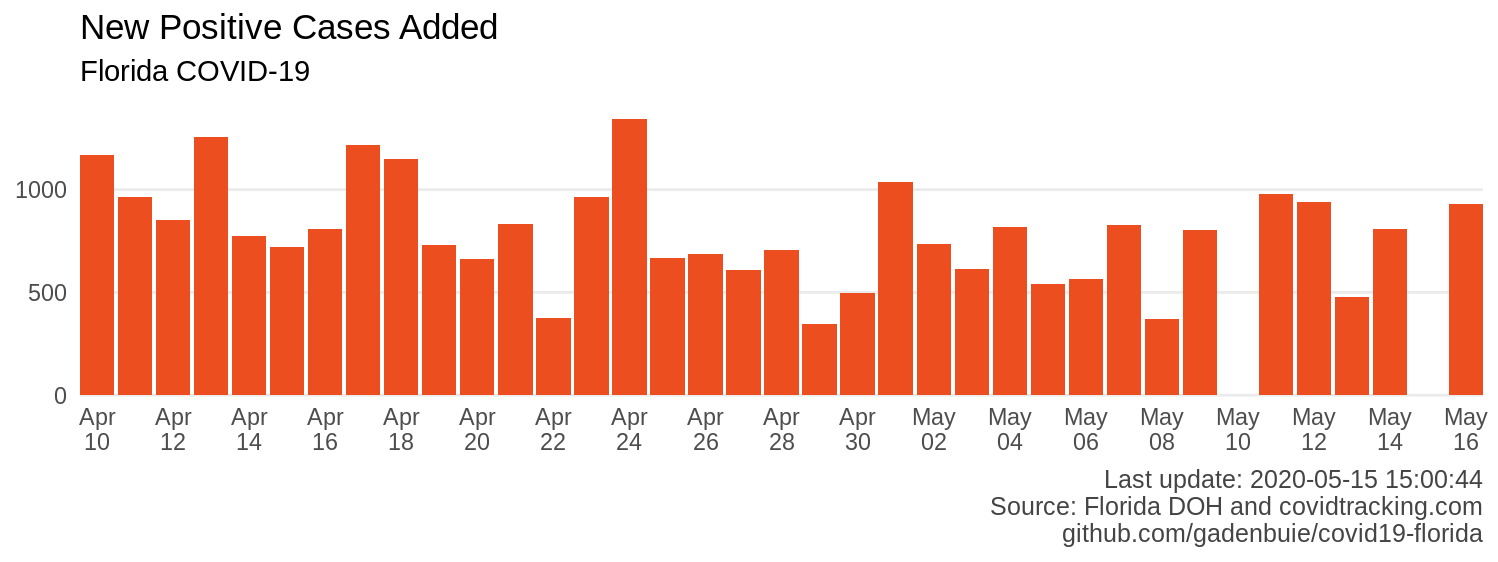 New Positive Cases Added
Florida COVID-19
1000
500
0
Apr Apr Apr Apr Apr Apr Apr Apr Apr Apr Apr May May May May May May May May
10 12 14 16 18 20 22 24 26 28 30 02 04 06 08 10 12 14 16
Last update: 2020-05-15 15:00:44
Source: Florida DOH and covidtracking.com
github.com/gadenbuie/covid19-florida